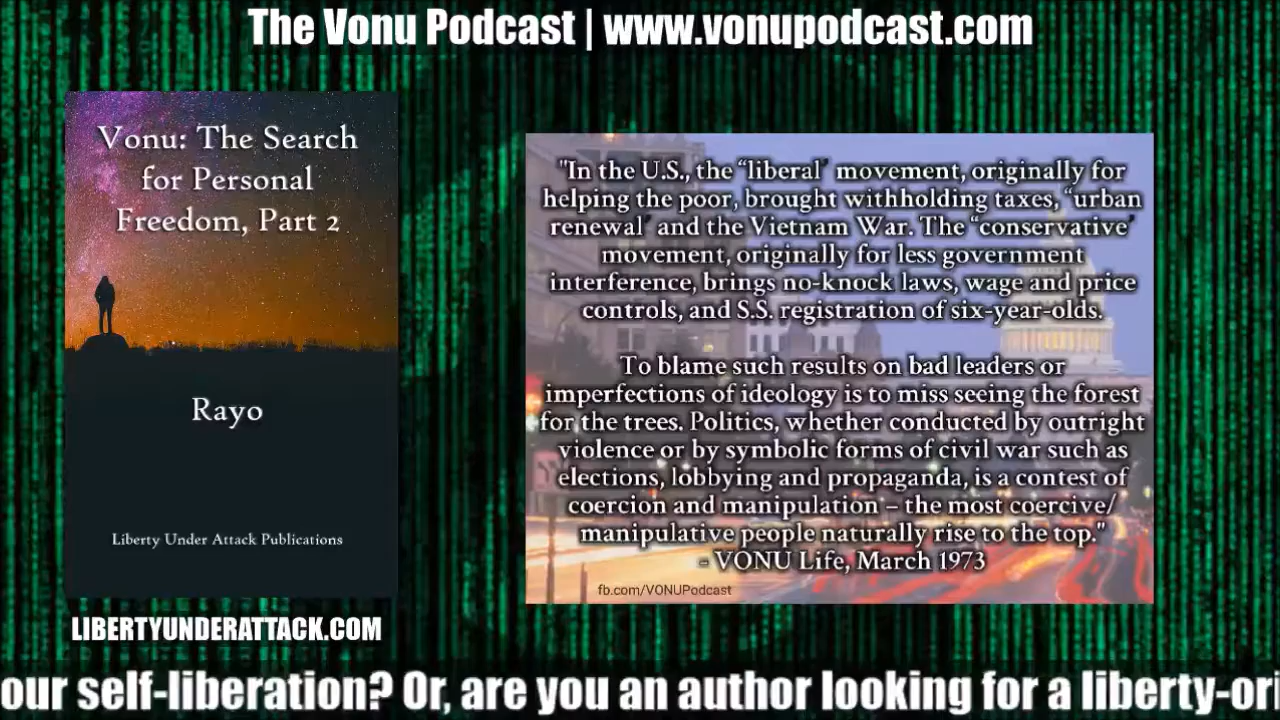 The Vonu Podcast | www.vonupodcast.com
Vonu: The Search
for Personal
Freedom, Part 2
Rayo
Liberty Under Attack Publications
LIBERTYUNDERATTACK.COM
"In the U.S., the “liberal’ movement, originally for
helping the poor, brought withholding taxes, “urban
renewal’ and the Vietnam War. The “conservative’
movement, originally for less government
interference, brings no-knock laws, wage and price
controls, and S.S. registration of six-year-olds.
To blame such results on bad leaders or
imperfections of ideology is to miss seeing the forest
for the trees. Politics, whether conducted by outright
violence or by symbolic forms of civil war such as
elections, lobbying and propaganda, is a contest of
coercion and manipulation – the most coercive/
manipulative people naturally rise to the top."
- VONU Life, March 1973
fb.com/VONUPodcast
our self-liberation? Or, are you an author looking for a liberty-ori